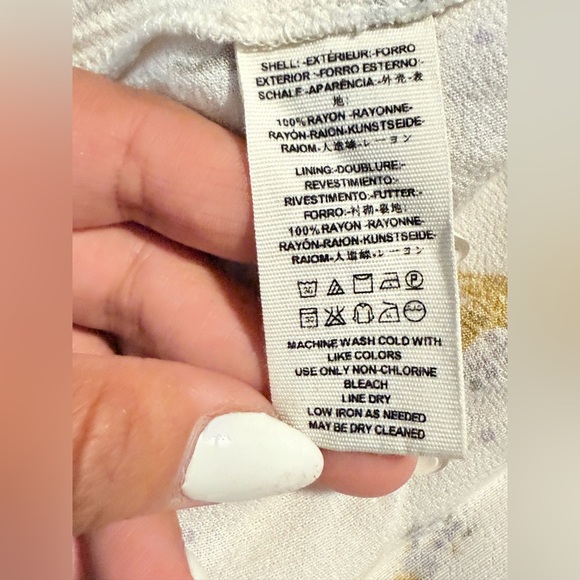 SHELL:-EXTÉRIEUR:-FORRO
EXTERIOR:-FORRO ESTERNO:-
SCHALE-APARÊNCIA:-外壳-表
地
100%RAYON-RAYONNE-
RAYÓN-RAION-KUNSTSEIDE-
RAIOM-人造絲-レーヨン
LINING:-DOUBLURE:-
REVESTIMIENTO:-
RIVESTIMENTO:-FUTTER:-
FORRO:-衬裡-裏地
100%RAYON-RAYONNE-
RAYÓN-RAION-KUNSTSEIDE-
RAIOM-人造絲-レーヨン
MACHINE WASH COLD WITH
LIKE COLORS
USE ONLY NON-CHLORINE
BLEACH
LINE DRY
LOW IRON AS NEEDED
MAY BE DRY CLEANED